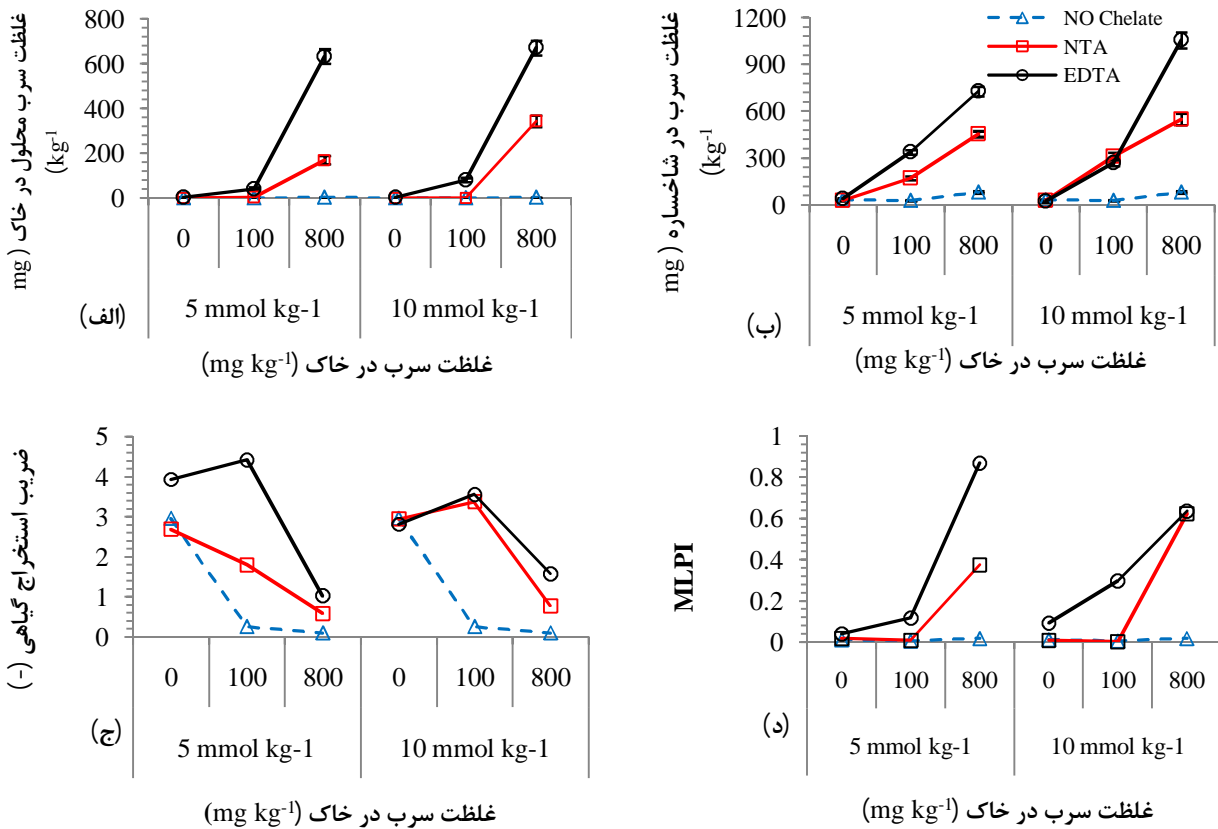 غلظت سرب محلول در خاک (mg
kg-1)
800
600
400
200
0
0 100 800 0 100 800
5 mmol kg-1 10 mmol kg-1
(الف)
غلظت سرب در خاک (mg kg-1)
غلظت سرب در شاخساره (mg
kg-1)
1200
900
600
300
0
NO Chelate
NTA
EDTA
0 100 800 0 100 800
5 mmol kg-1 10 mmol kg-1
(ب)
غلظت سرب در خاک (mg kg-1)
ضریب استخراج گیاهی (-)
5
4
3
2
1
0
0 100 800 0 100 800
5 mmol kg-1 10 mmol kg-1
(ج)
غلظت سرب در خاک (mg kg-1)
MLPI
1
0.8
0.6
0.4
0.2
0
0 100 800 0 100 800
5 mmol kg-1 10 mmol kg-1
(د)
غلظت سرب در خاک (mg kg-1)